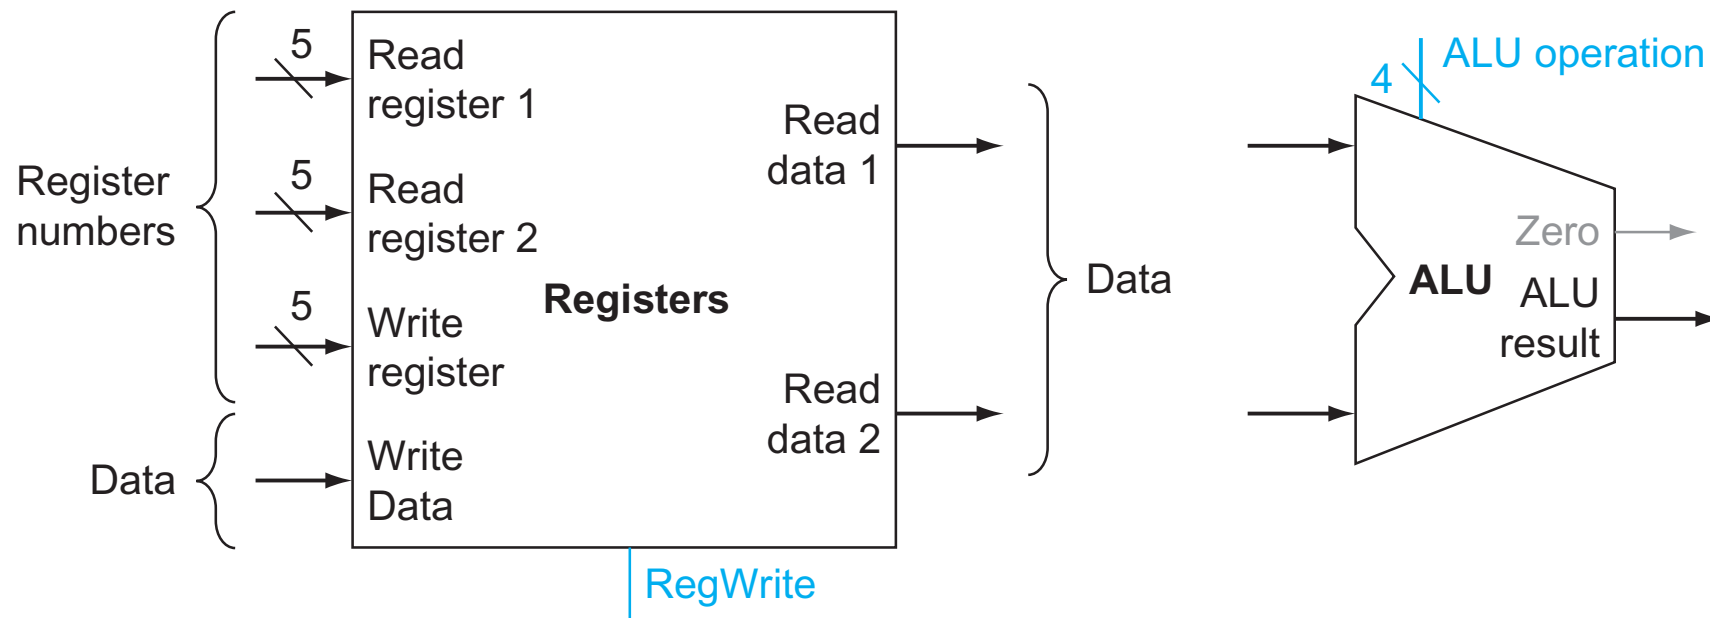 Register
numbers
Data
5
Read
register 1
5
Read
register 2
5
Write
register
Write
Data
Registers
Read
data 1
Read
data 2
RegWrite
Data
4
ALU operation
ALU
Zero
ALU
result